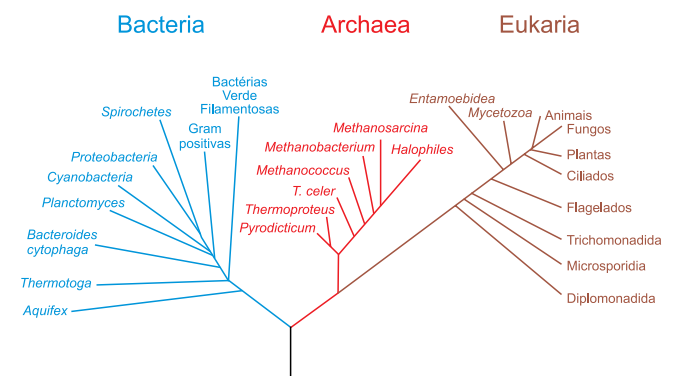 Bacteria
Archaea
Eukaria
Bactérias
Verde
Filamentosas
Spirochetes
Gram
positivas
Proteobacteria
Cyanobacteria
Planctomyces
Bacteroides
cytophaga
Thermotoga
Aquifex
Methanosarcina
Methanobacterium
Halophiles
Methanococcus
T. celer
Thermoproteus
Pyrodicticum
Entamoebidea
Mycetozoa
Animais
Fungos
Plantas
Ciliados
Flagelados
Trichomonadida
Microsporidia
Diplomonadida